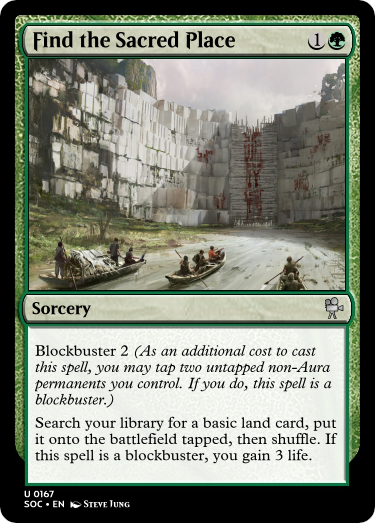 Find the Sacred Place 1
Sorcery
Blockbuster 2 (As an additional cost to cast
this spell, you may tap two untapped non-Aura
permanents you control. If you do, this spell is a
blockbuster.)
Search your library for a basic land card, put
it onto the battlefield tapped, then shuffle. If
this spell is a blockbuster, you gain 3 life.
U 0167
SOC • EN Steve Jung